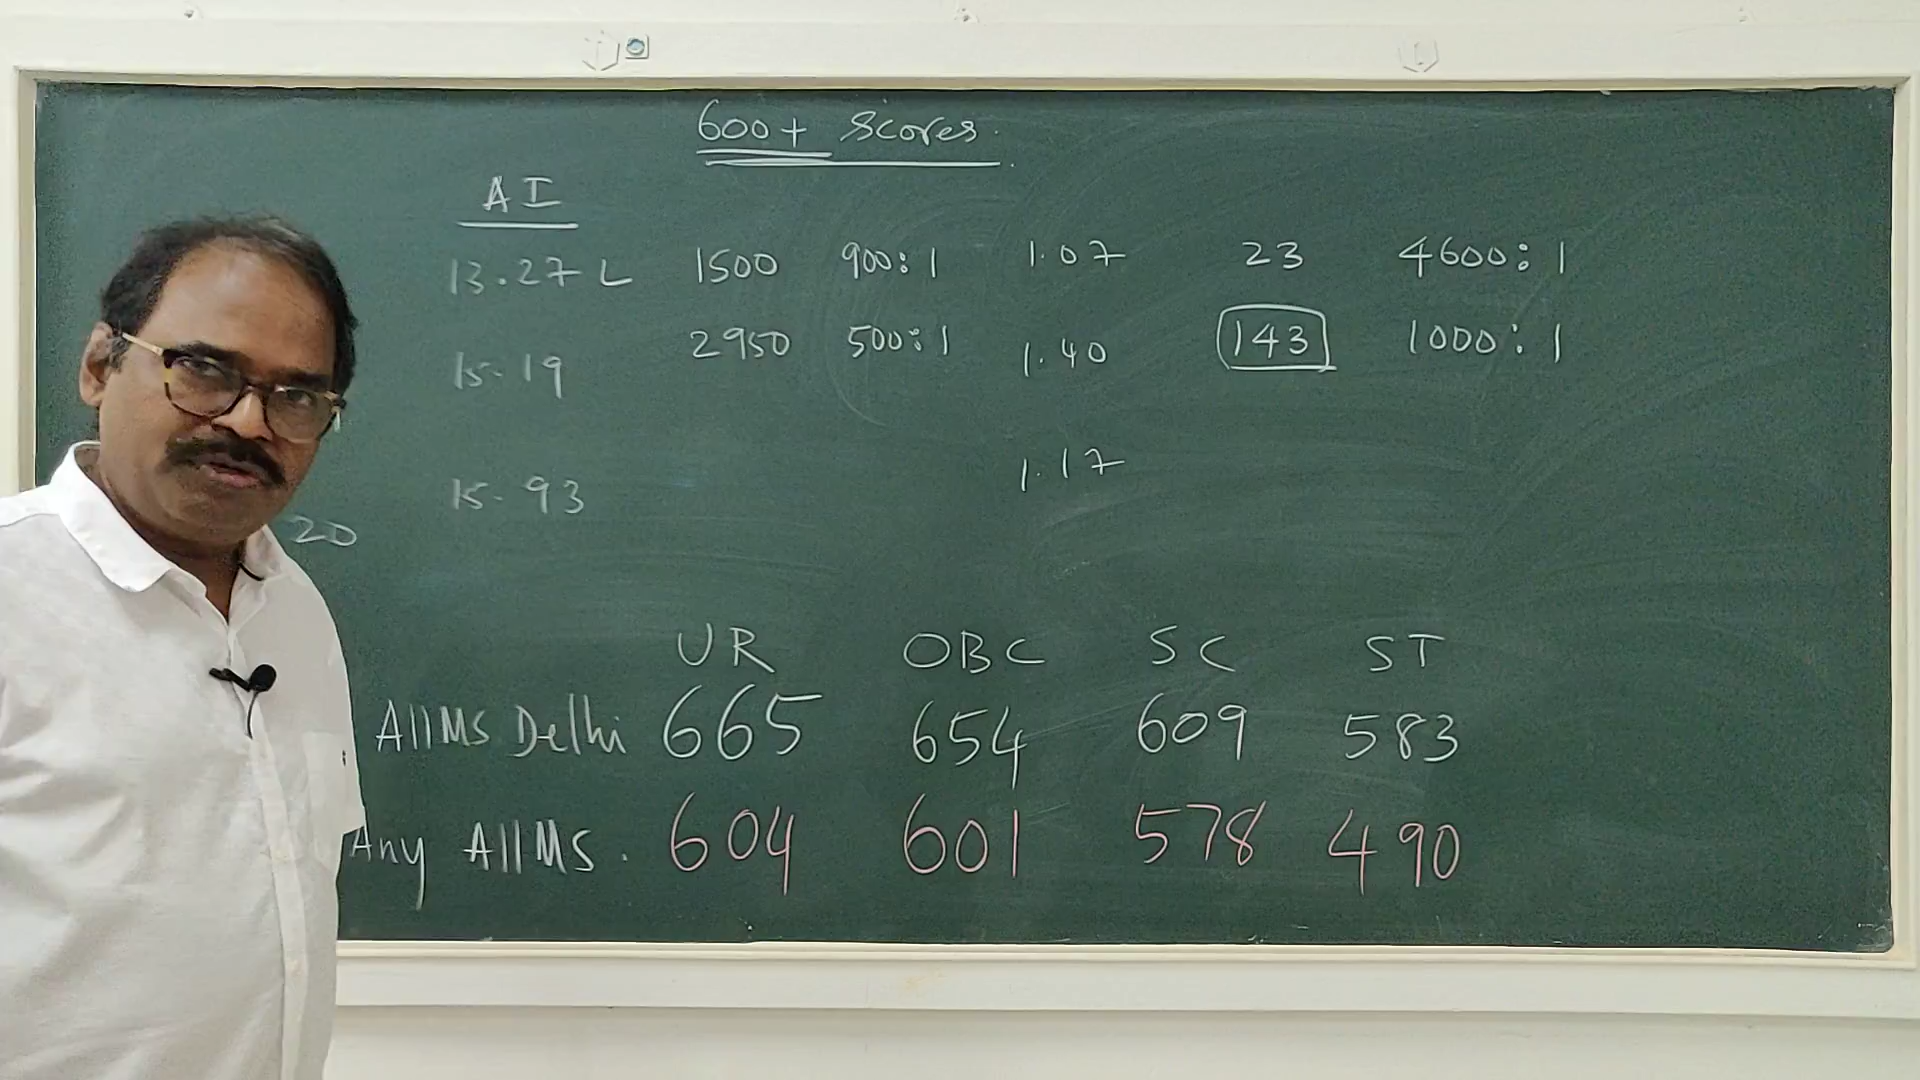 600+ Scores.
AI
13.27 L 1500 900:1 1.07 23 4600:1
15.19 2950 500:1 1.40 143 1000:1
15.93 1.17
20
UR OBC SC ST
AIIMS Delhi 665 654 609 583
Any AIIMS. 604 601 578 490